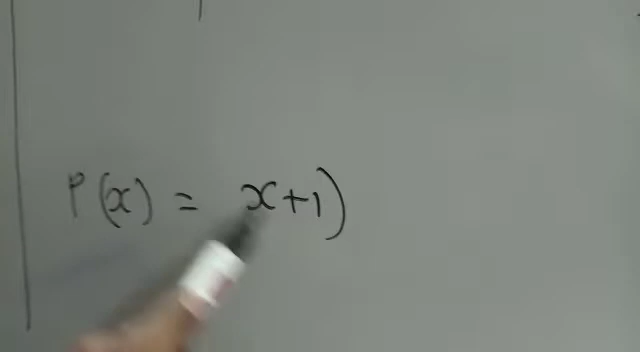 P(x) = x+1)